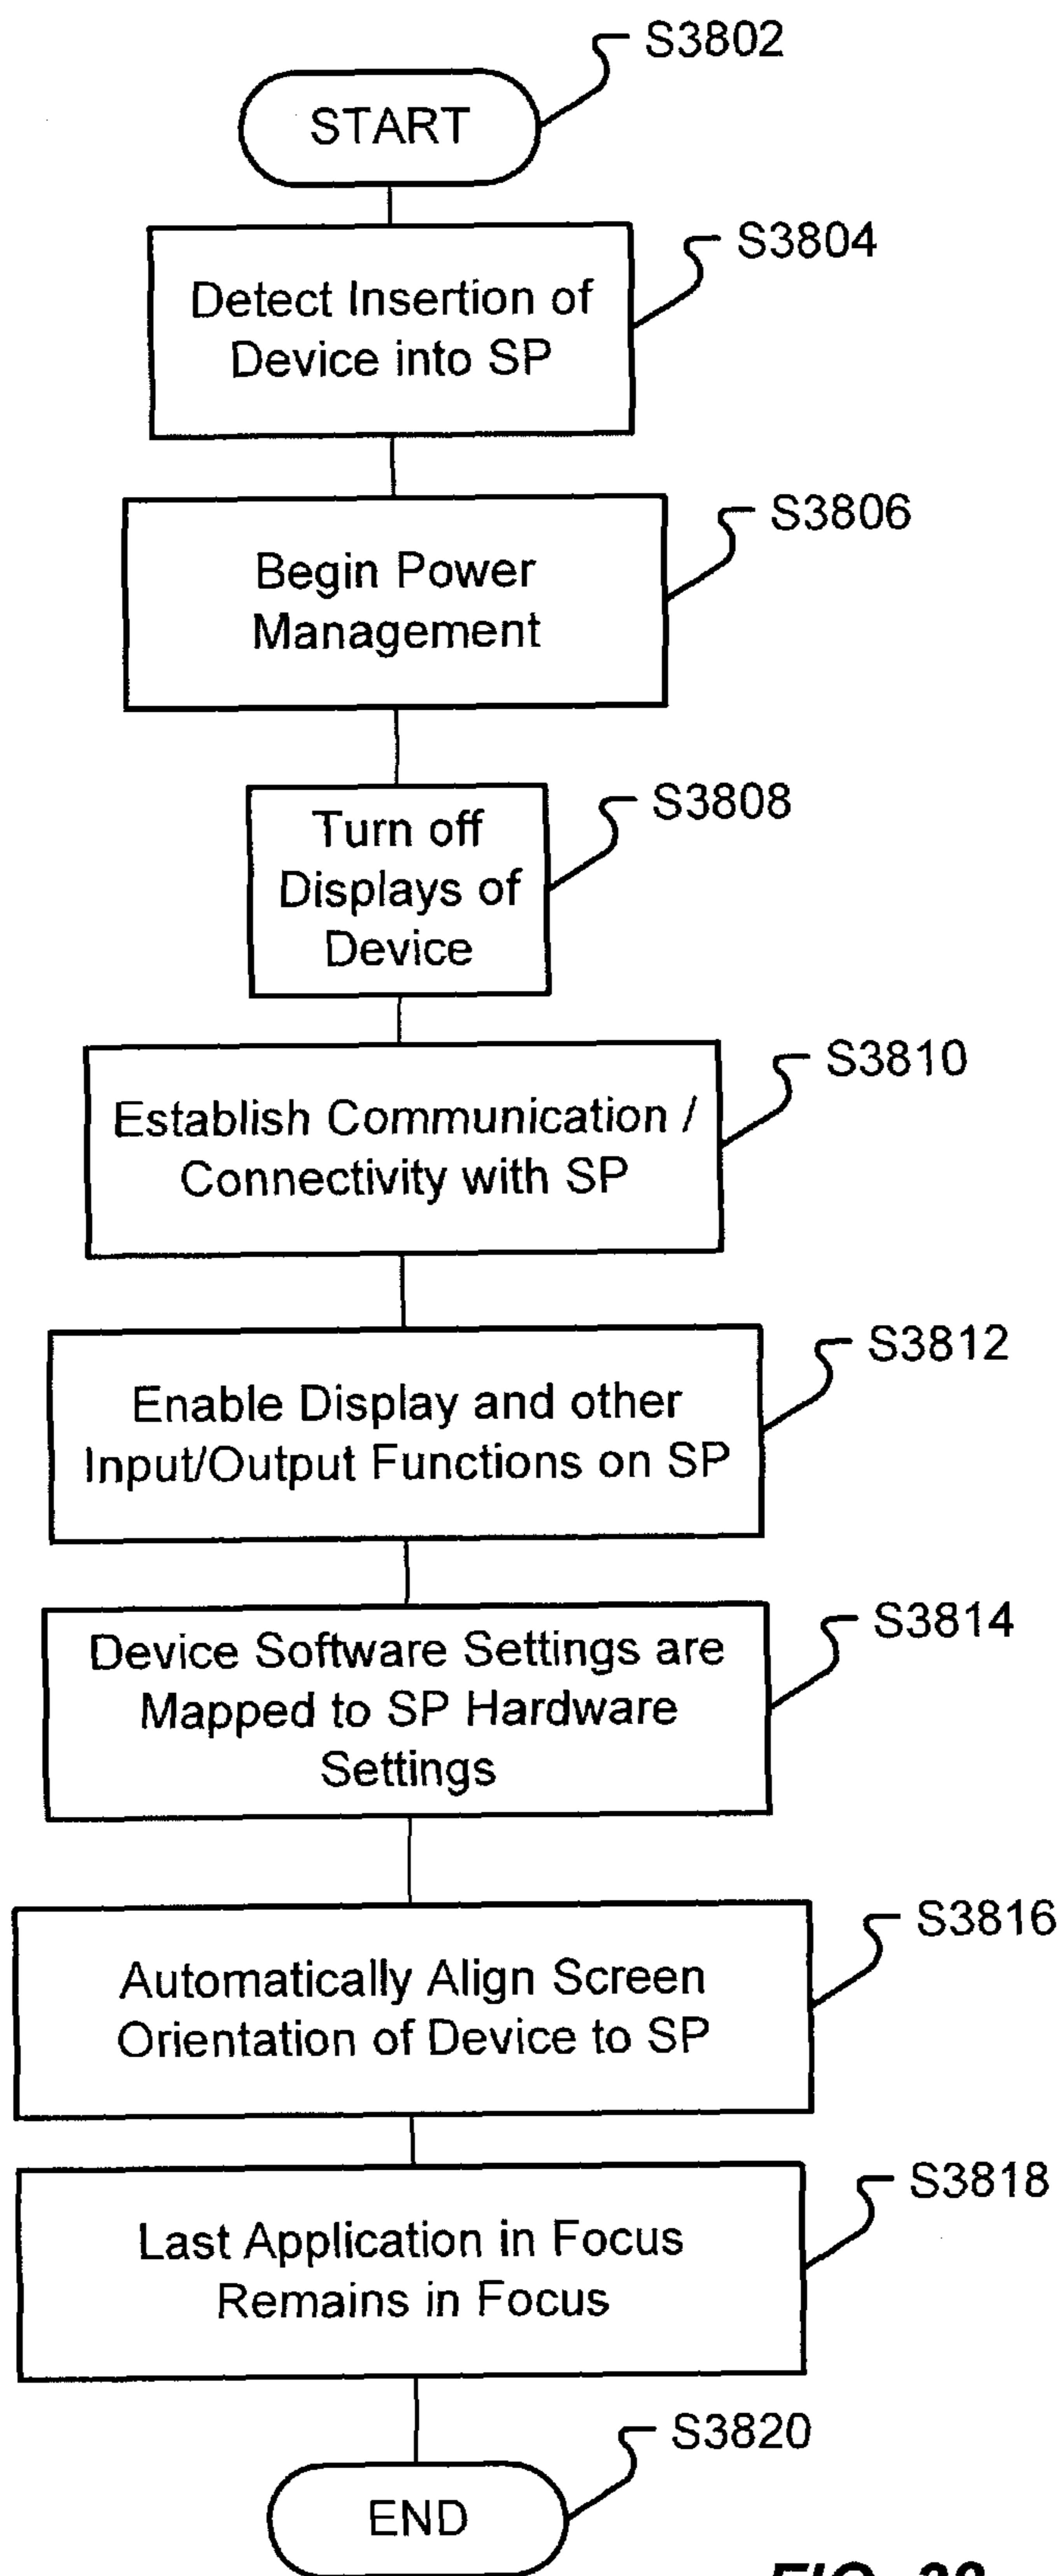 S3802
START
S3804
Detect Insertion of
Device into SP
S3806
Begin Power
Management
S3808
Turn off
Displays of
Device
S3810
Establish Communication /
Connectivity with SP
S3812
Enable Display and other
Input/Output Functions on SP
S3814
Device Software Settings are
Mapped to SP Hardware
Settings
S3816
Automatically Align Screen
Orientation of Device to SP
S3818
Last Application in Focus
Remains in Focus
S3820
END
FIG. 38